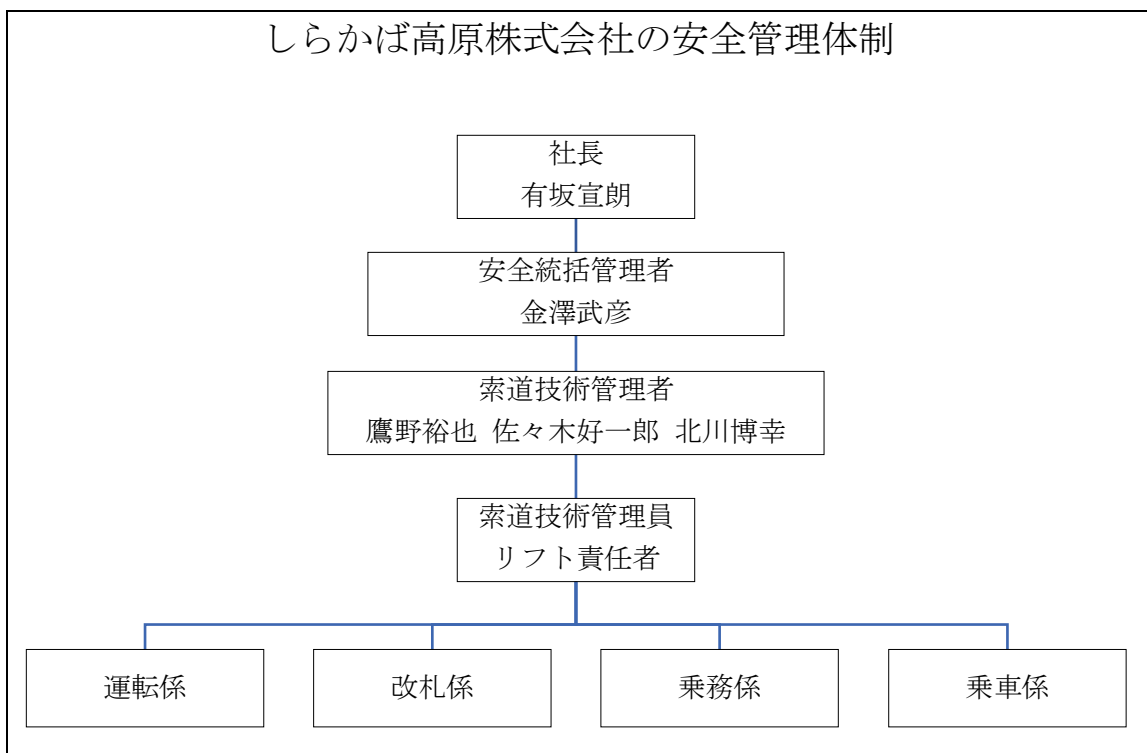 しらかば高原株式会社の安全管理体制
社長
有坂宣朗
安全統括管理者
金澤武彦
索道技術管理者
鷹野裕也 佐々木好一郎 北川博幸
索道技術管理員
リフト責任者
運転係
改札係
乗務係
乗車係